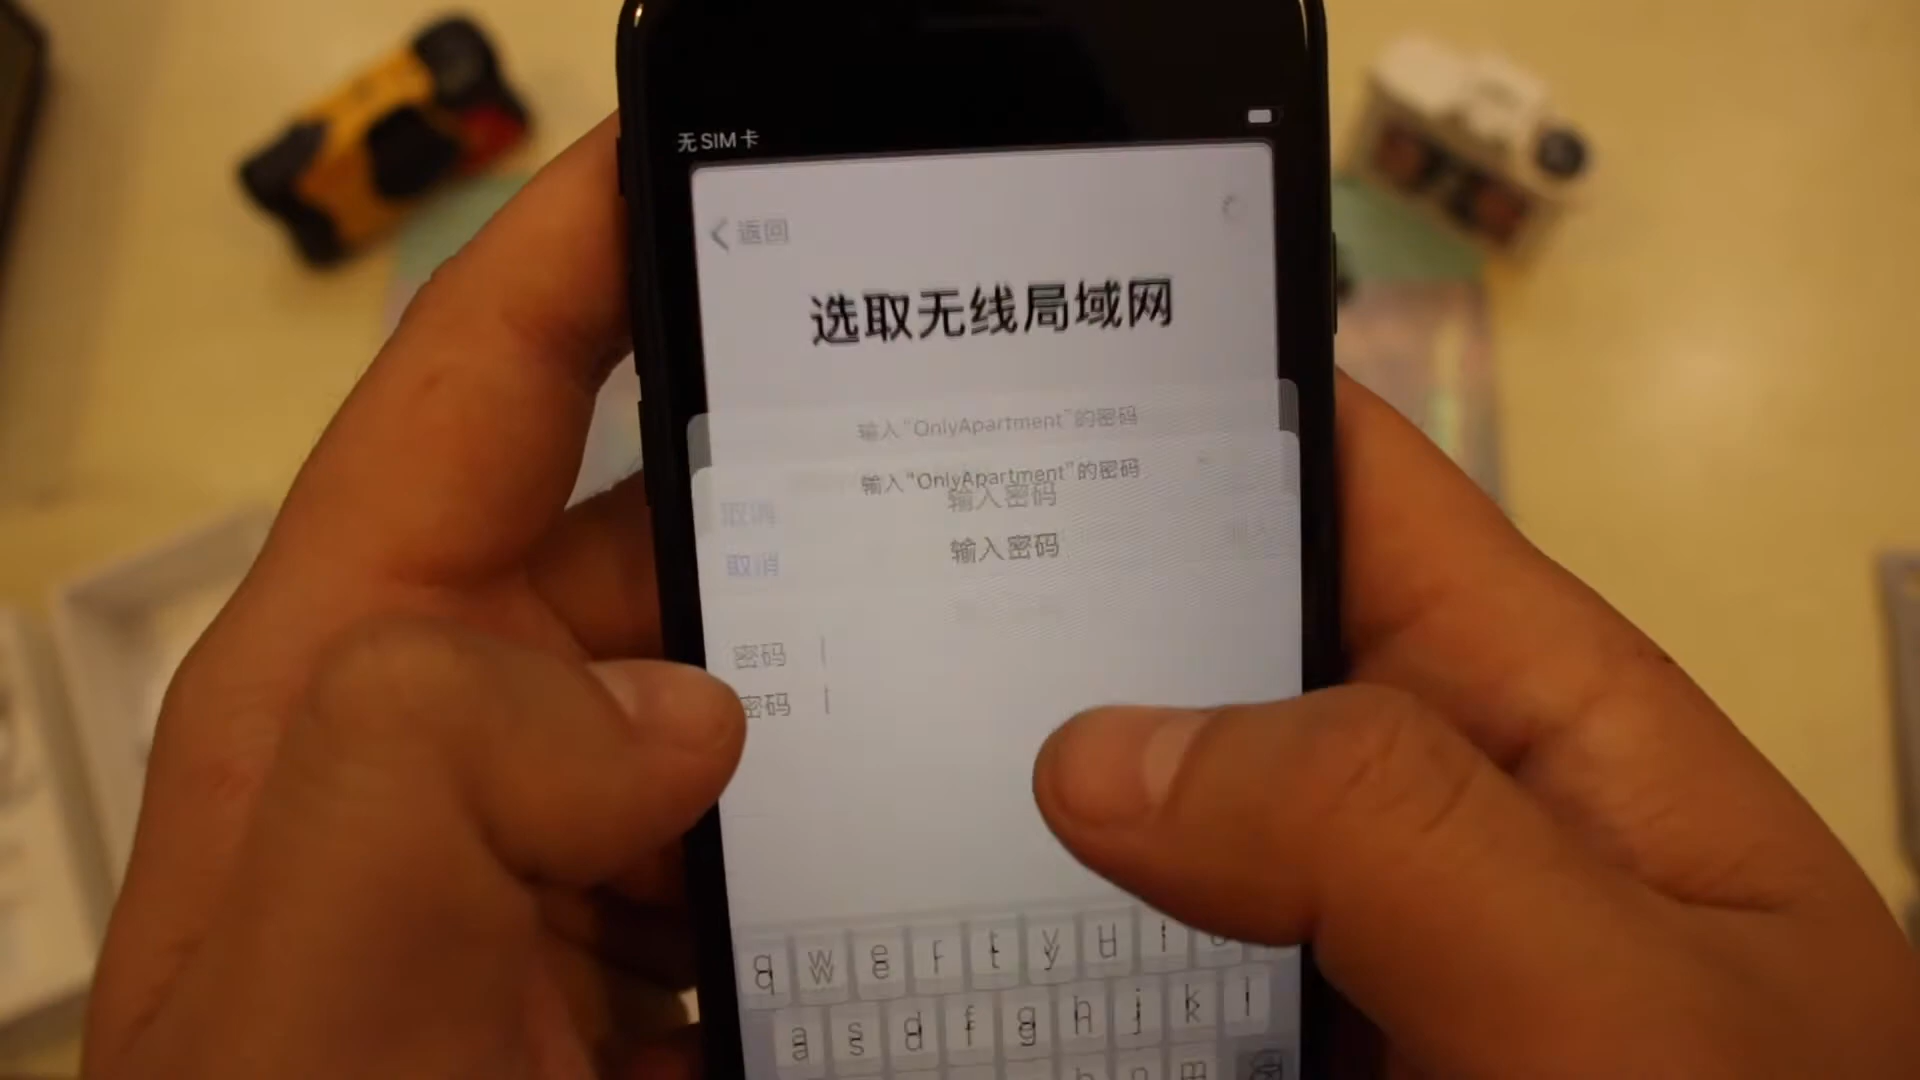 无SIM卡
返回
选取无线局域网
输入“OnlyApartment”的密码
输入“OnlyApartment”的密码
取消 输入密码
取消 输入密码
密码
密码
q w e r t y u i
a s d f g h j k l
b n m